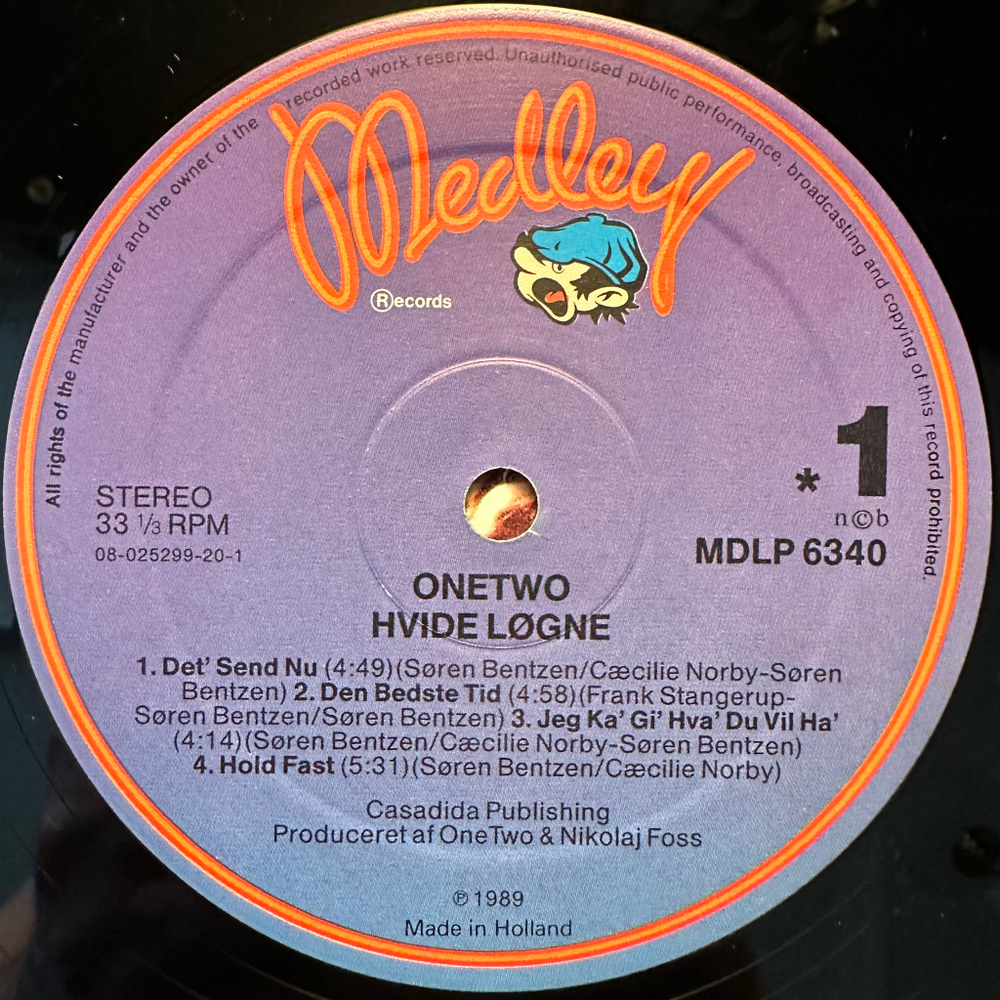 All rights of the manufacturer and the owner of the recorded work reserved. Unauthorised public performance, broadcasting and copying of this record prohibited.
Medley
Records
STEREO
33 1/3 RPM
08-025299-20-1
* 1
n©b
MDLP 6340
ONETWO
HVIDE LØGNE
1. Det' Send Nu (4:49)(Søren Bentzen/Cæcilie Norby-Søren
Bentzen) 2. Den Bedste Tid (4:58)(Frank Stangerup-
Søren Bentzen/Søren Bentzen) 3. Jeg Ka' Gi' Hva' Du Vil Ha'
(4:14)(Søren Bentzen/Cæcilie Norby-Søren Bentzen)
4. Hold Fast (5:31)(Søren Bentzen/Cæcilie Norby)
Casadida Publishing
Produceret af OneTwo & Nikolaj Foss
℗ 1989
Made in Holland